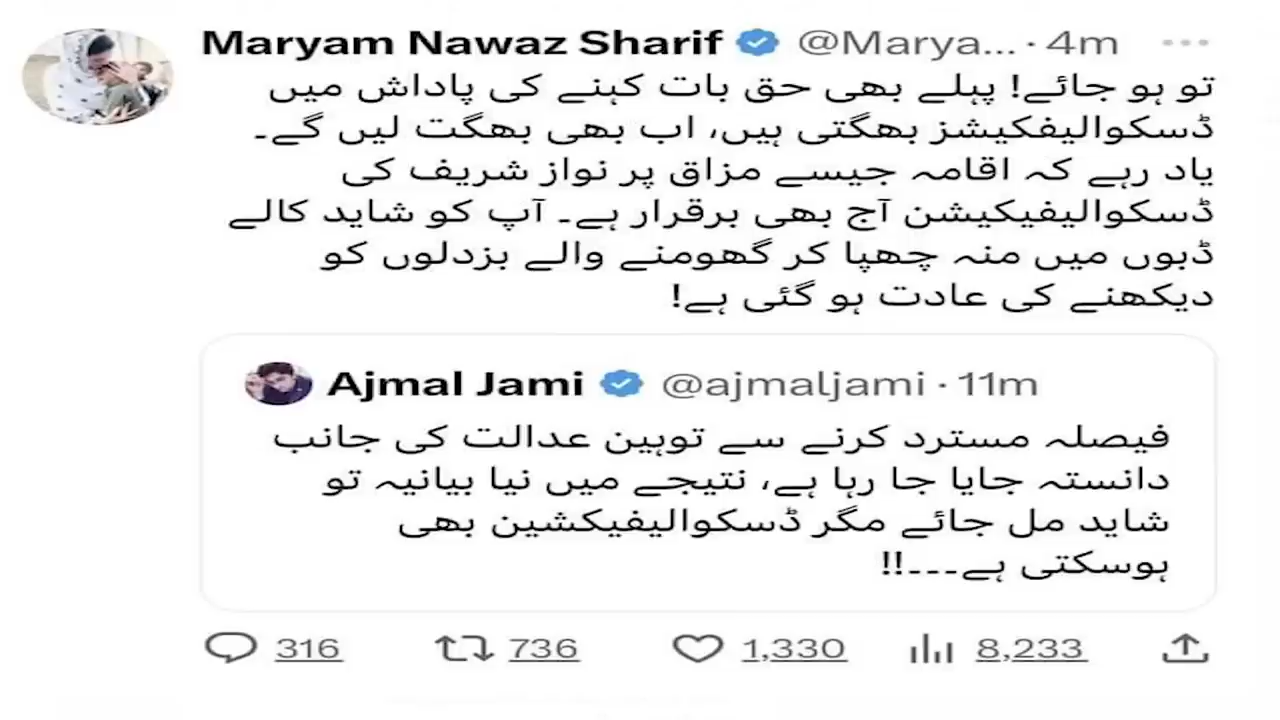 Maryam Nawaz Sharif @Marya... · 4m
تو ہو جائے! پہلے بھی حق بات کہنے کی پاداش میں
ڈسکوالیفکیشز بھگتی ہیں، اب بھی بھگت لیں گے۔
یاد رہے کہ اقامہ جیسے مزاق پر نواز شریف کی
ڈسکوالیفیکیشن آج بھی برقرار ہے۔ آپ کو شاید کالے
ڈبوں میں منہ چھپا کر گھومنے والے بزدلوں کو
دیکھنے کی عادت ہو گئی ہے!
Ajmal Jami @ajmaljami · 11m
فیصلہ مسترد کرنے سے توہین عدالت کی جانب
دانستہ جایا جا رہا ہے، نتیجے میں نیا بیانیہ تو
شاید مل جائے مگر ڈسکوالیفیکشین بھی
ہوسکتی ہے۔۔۔!!
316 736 1,330 8,233